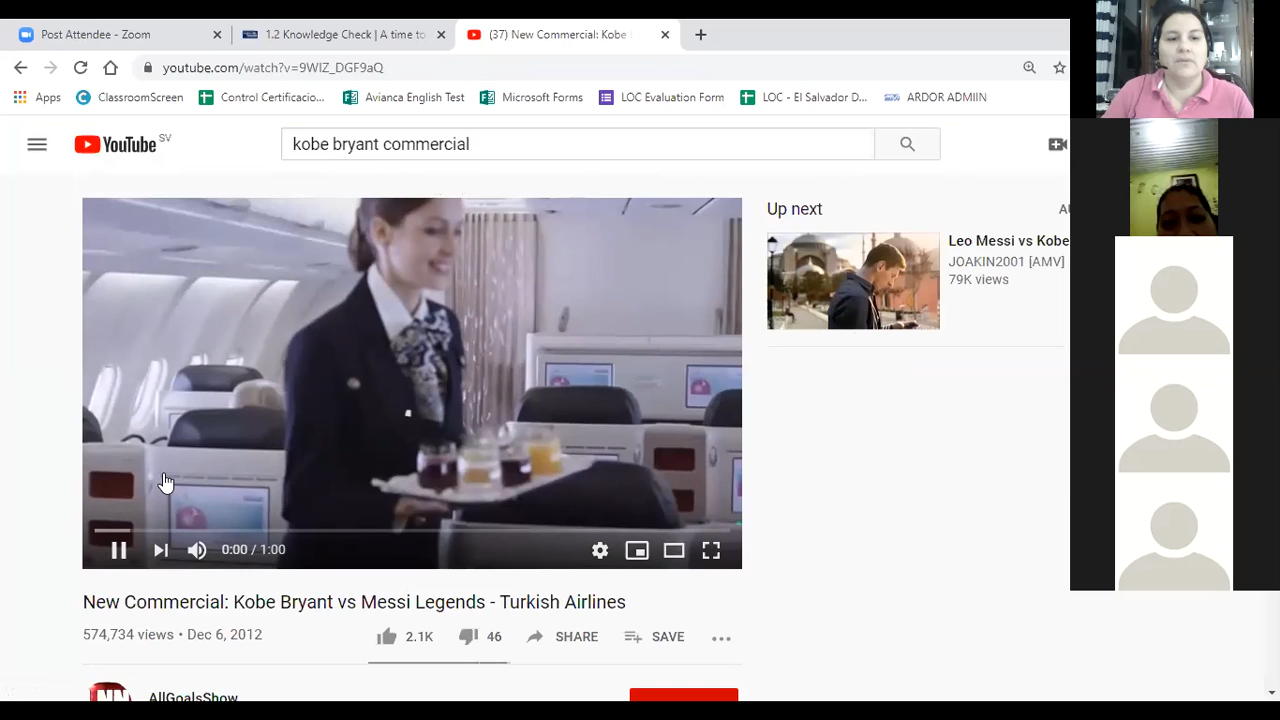 Post Attendee - Zoom
1.2 Knowledge Check | A time to
(37) New Commercial: Kobe
youtube.com/watch?v=9WIZ_DGF9aQ
Apps
ClassroomScreen
Control Certificacio...
Avianca English Test
Microsoft Forms
LOC Evaluation Form
LOC - El Salvador D...
ARDOR ADMIIN
YouTube SV
kobe bryant commercial
Up next
AU
Leo Messi vs Kobe
JOAKIN2001 [AMV]
79K views
0:00 / 1:00
New Commercial: Kobe Bryant vs Messi Legends - Turkish Airlines
574,734 views • Dec 6, 2012
2.1K
46
SHARE
SAVE
AllGoalsShow